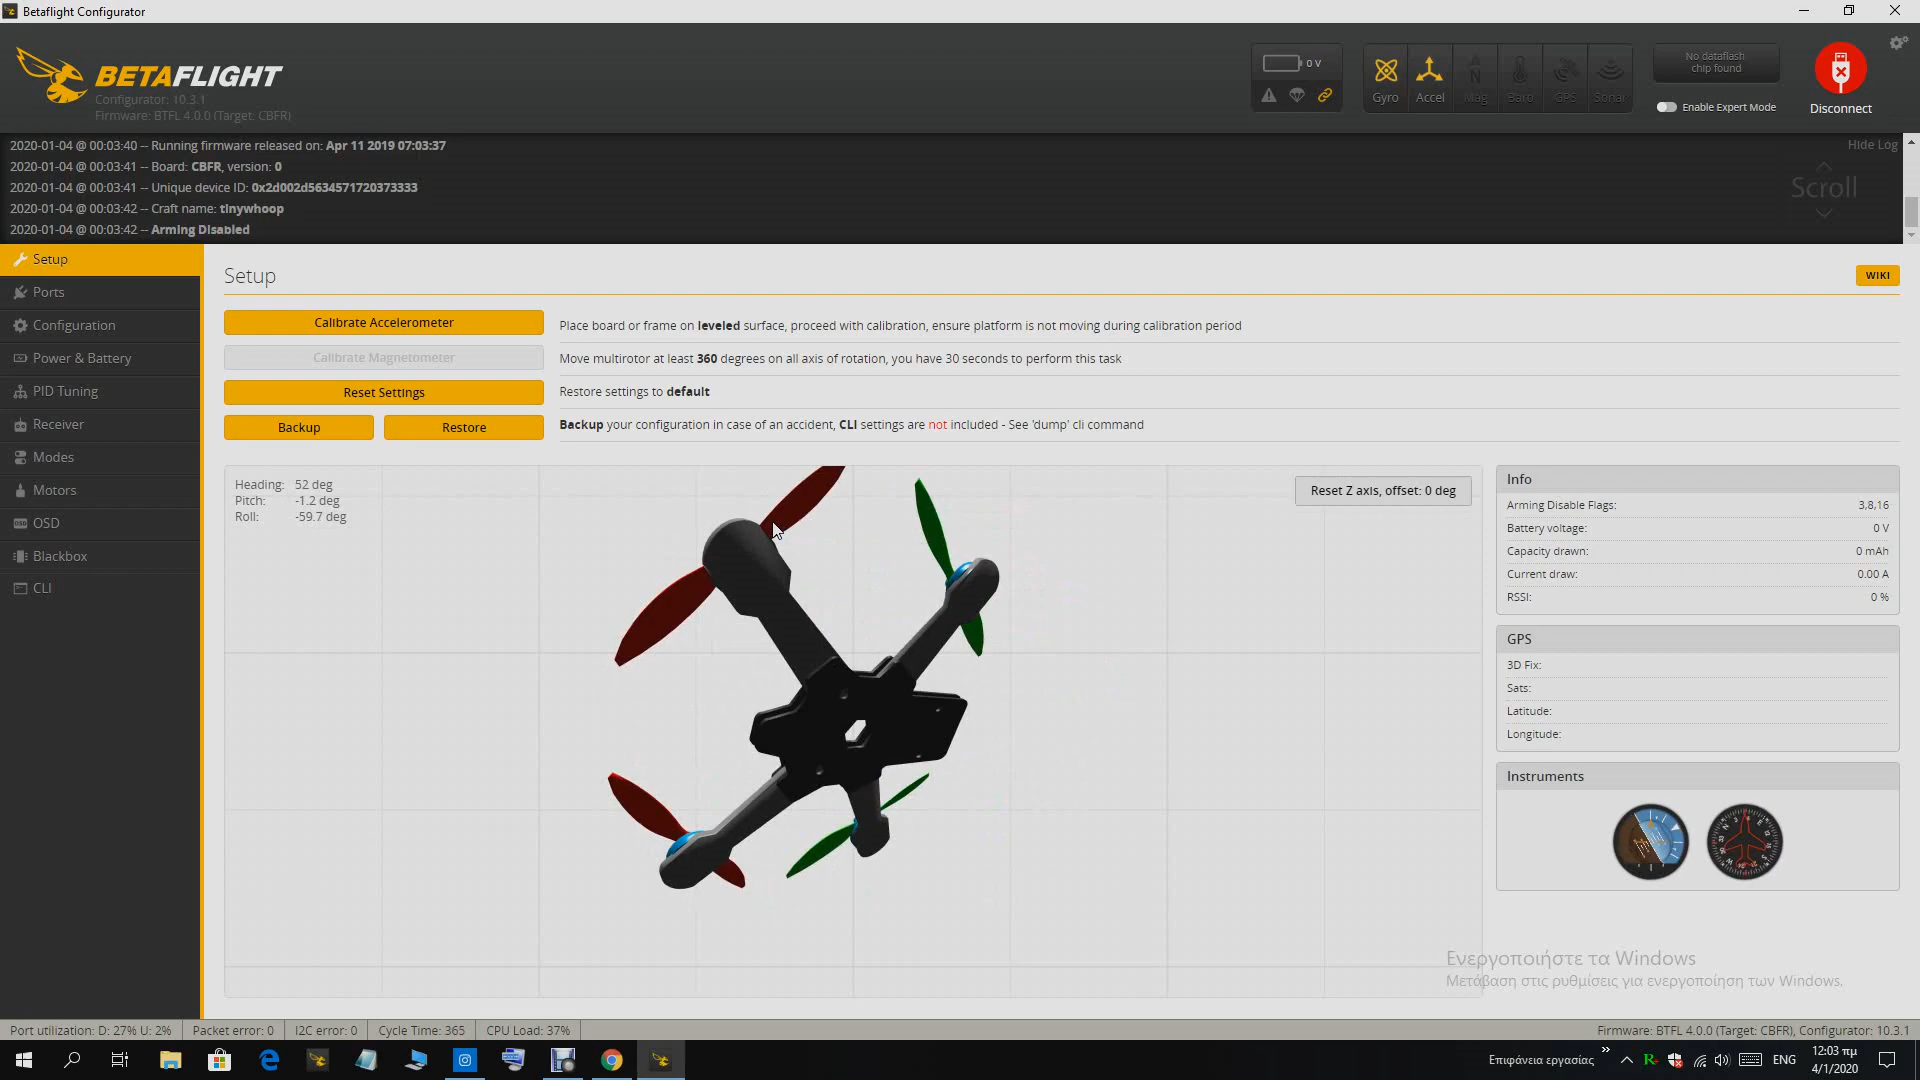 Betaflight Configurator
BETAFLIGHT
Configurator: 10.3.1
Firmware: BTFL 4.0.0 (Target: CBFR)
0 V
Gyro
Accel
Mag
Baro
GPS
Sonar
No dataflash
chip found
Enable Expert Mode
Disconnect
2020-01-04 @ 00:03:40 -- Running firmware released on: Apr 11 2019 07:03:37
2020-01-04 @ 00:03:41 -- Board: CBFR, version: 0
2020-01-04 @ 00:03:41 -- Unique device ID: 0x2d002d5634571720373333
2020-01-04 @ 00:03:42 -- Craft name: tinywhoop
2020-01-04 @ 00:03:42 -- Arming Disabled
Hide Log
Scroll
Setup
Ports
Configuration
Power & Battery
PID Tuning
Receiver
Modes
Motors
OSD
Blackbox
CLI
Setup
WIKI
Calibrate Accelerometer
Place board or frame on leveled surface, proceed with calibration, ensure platform is not moving during calibration period
Calibrate Magnetometer
Move multirotor at least 360 degrees on all axis of rotation, you have 30 seconds to perform this task
Reset Settings
Restore settings to default
Backup
Restore
Backup your configuration in case of an accident, CLI settings are not included - See 'dump' cli command
Heading: 52 deg
Pitch: -1.2 deg
Roll: -59.7 deg
Reset Z axis, offset: 0 deg
Info
Arming Disable Flags: 3,8,16
Battery voltage: 0 V
Capacity drawn: 0 mAh
Current draw: 0.00 A
RSSI: 0 %
GPS
3D Fix:
Sats:
Latitude:
Longitude:
Instruments
Ενεργοποιήστε τα Windows
Μετάβαση στις ρυθμίσεις για ενεργοποίηση των Windows.
Port utilization: D: 27% U: 2%
Packet error: 0
I2C error: 0
Cycle Time: 365
CPU Load: 37%
Firmware: BTFL 4.0.0 (Target: CBFR), Configurator: 10.3.1
Επιφάνεια εργασίας
ENG
12:03 πμ
4/1/2020